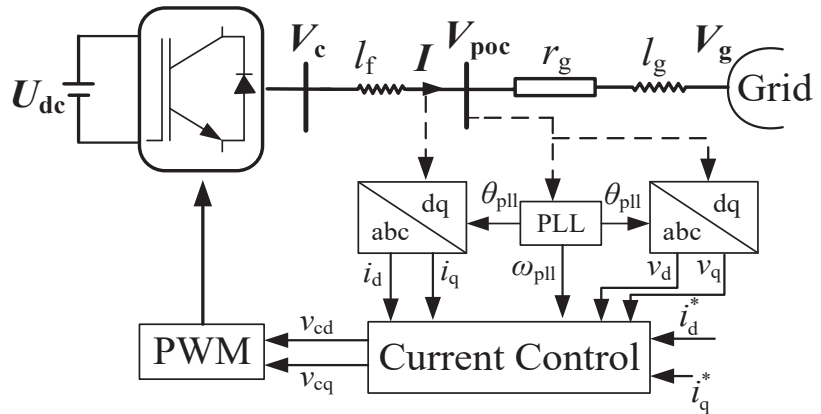 V_c l_f I V_poc r_g l_g V_g
U_dc Grid
dq abc θ_pll PLL θ_pll dq abc
i_d i_q ω_pll v_d v_q
v_cd i_d^*
PWM Current Control
v_cq i_q^*